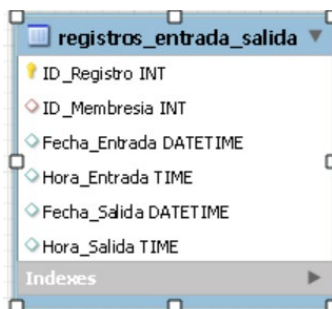 registros_entrada_salida
ID_Registro INT
ID_Membresia INT
Fecha_Entrada DATETIME
Hora_Entrada TIME
Fecha_Salida DATETIME
Hora_Salida TIME
Indexes